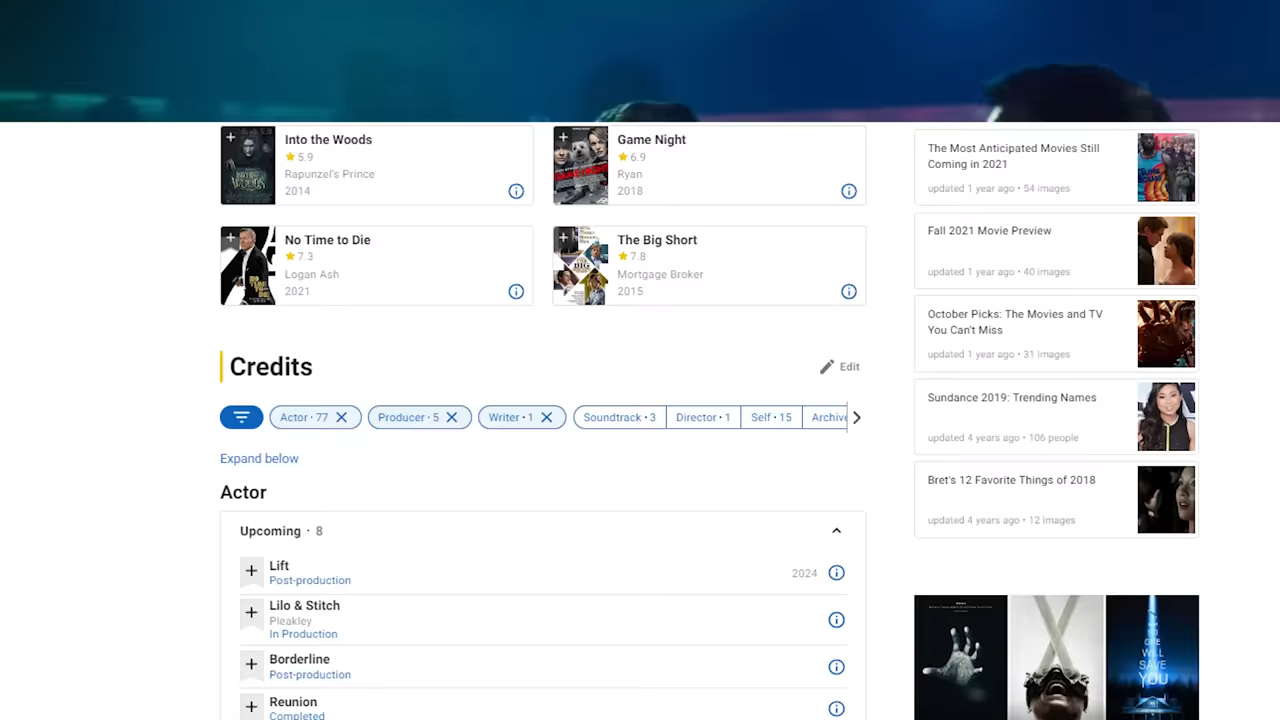 Into the Woods
5.9
Rapunzel's Prince
2014
Game Night
6.9
Ryan
2018
No Time to Die
7.3
Logan Ash
2021
The Big Short
7.8
Mortgage Broker
2015
Credits
Edit
Actor · 77
Producer · 5
Writer · 1
Soundtrack · 3
Director · 1
Self · 15
Archive
Expand below
Actor
Upcoming · 8
Lift
Post-production
2024
Lilo & Stitch
Pleakley
In Production
Borderline
Post-production
Reunion
Completed
The Most Anticipated Movies Still
Coming in 2021
updated 1 year ago • 54 images
Fall 2021 Movie Preview
updated 1 year ago • 40 images
October Picks: The Movies and TV
You Can't Miss
updated 1 year ago • 31 images
Sundance 2019: Trending Names
updated 4 years ago • 106 people
Bret's 12 Favorite Things of 2018
updated 4 years ago • 12 images
NO
ONE
WILL
SAVE
YOU